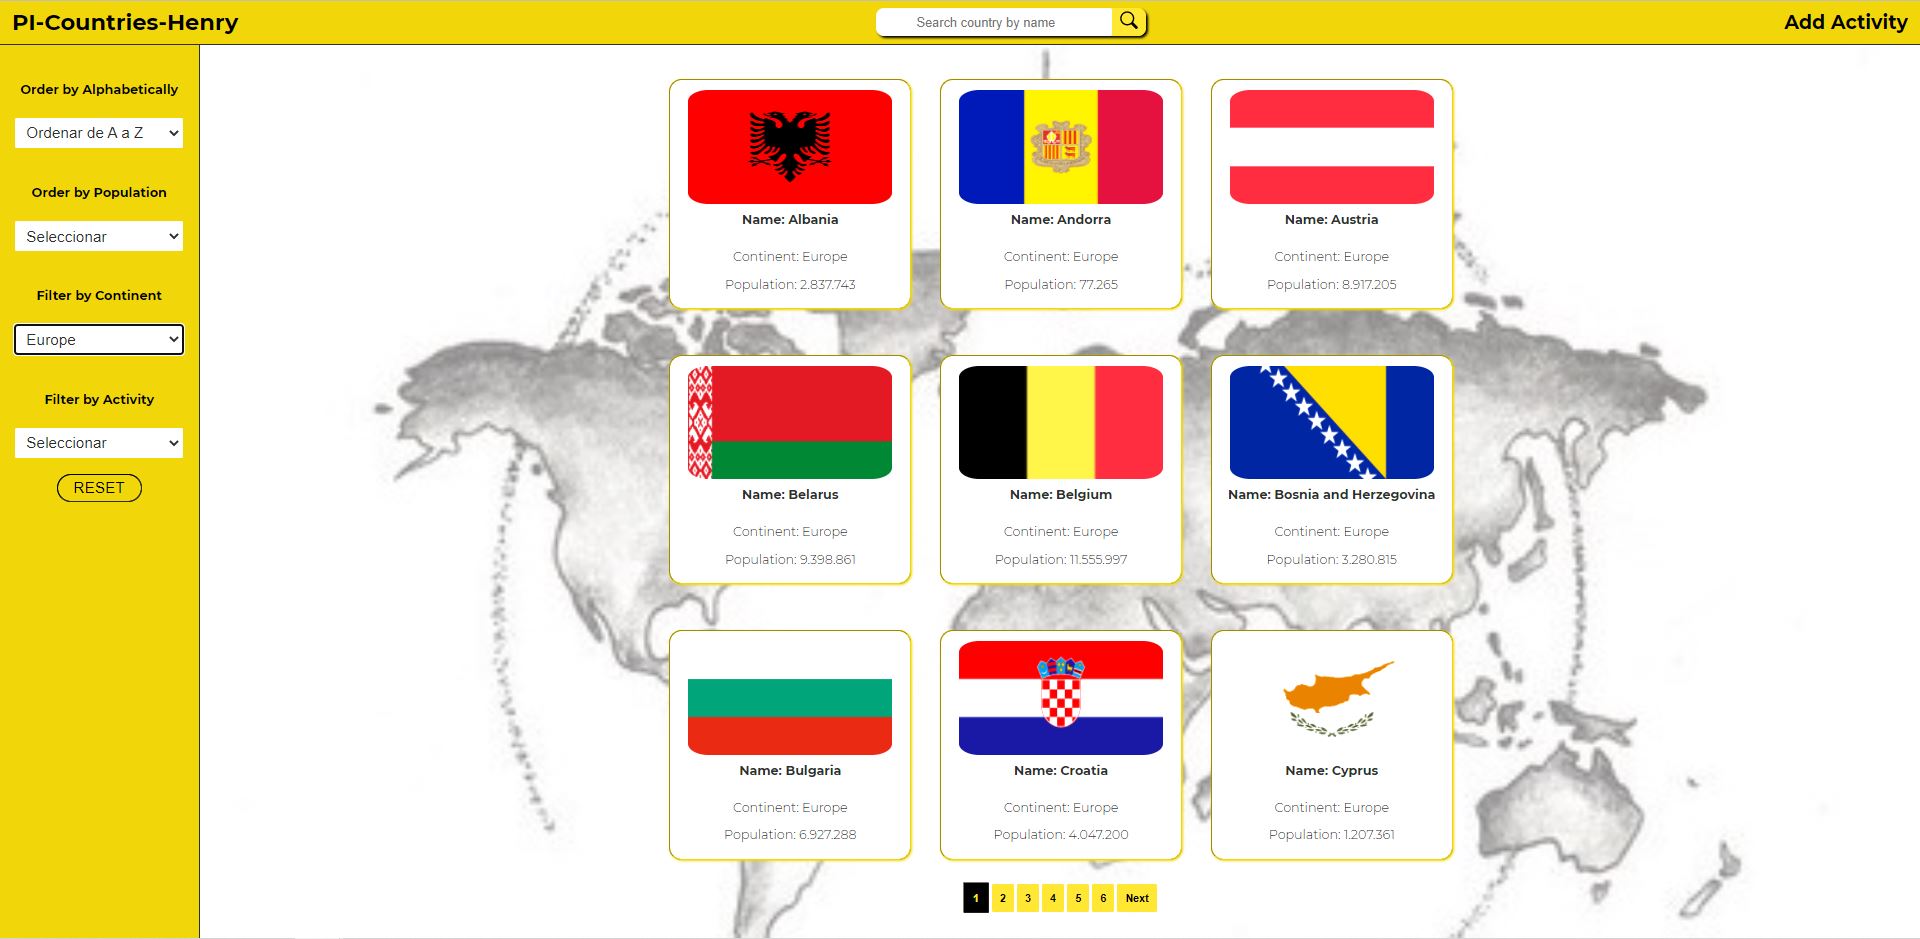 PI-Countries-Henry
Search country by name
Add Activity
Order by Alphabetically
Ordenar de A a Z
Order by Population
Seleccionar
Filter by Continent
Europe
Filter by Activity
Seleccionar
RESET
Name: Albania
Continent: Europe
Population: 2.837.743
Name: Andorra
Continent: Europe
Population: 77.265
Name: Austria
Continent: Europe
Population: 8.917.205
Name: Belarus
Continent: Europe
Population: 9.398.861
Name: Belgium
Continent: Europe
Population: 11.555.997
Name: Bosnia and Herzegovina
Continent: Europe
Population: 3.280.815
Name: Bulgaria
Continent: Europe
Population: 6.927.288
Name: Croatia
Continent: Europe
Population: 4.047.200
Name: Cyprus
Continent: Europe
Population: 1.207.361
1 2 3 4 5 6 Next